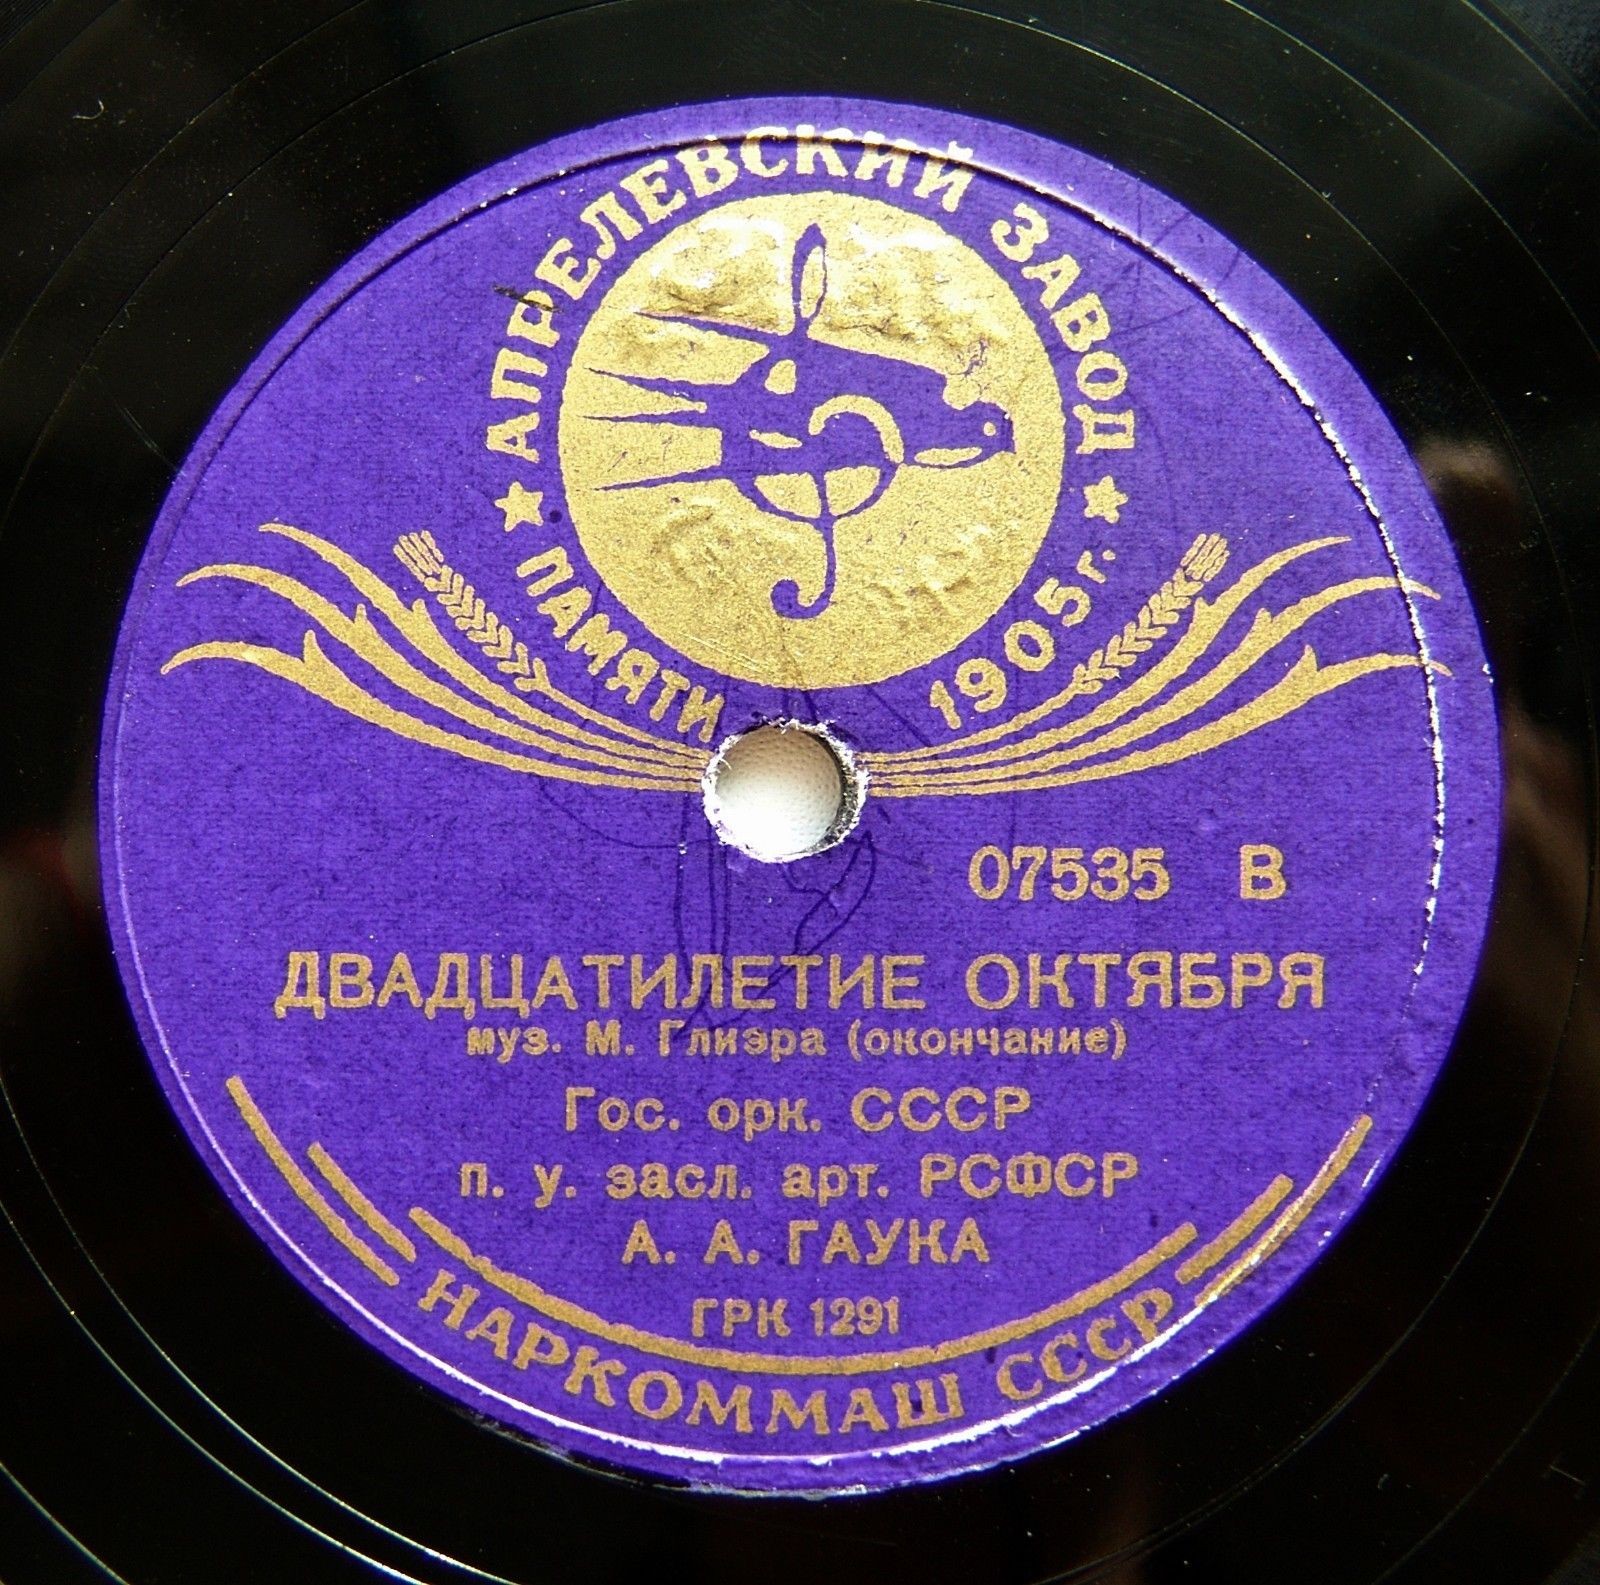 АПРЕЛЕВСКИЙ ЗАВОД
ПАМЯТИ 1905 г.
07535 В
ДВАДЦАТИЛЕТИЕ ОКТЯБРЯ
муз. М. Глиэра (окончание)
Гос. орк. СССР
п. у. засл. арт. РСФСР
А. А. ГАУКА
ГРК 1291
НАРКОММАШ СССР